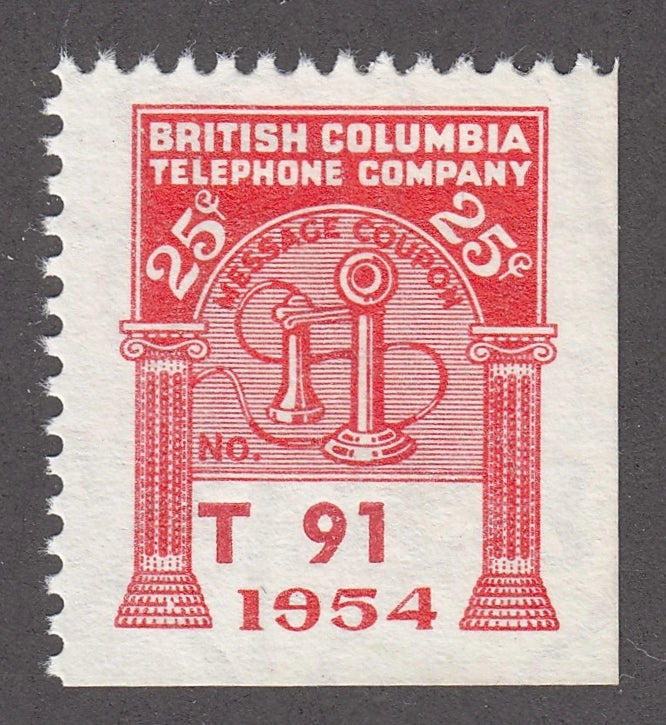 BRITISH COLUMBIA
TELEPHONE COMPANY
25¢ 25¢
MESSAGE COUPON
No.
T 91
1954